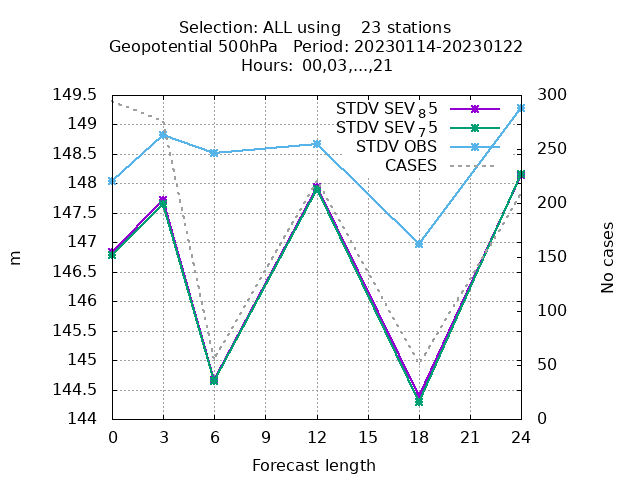 Selection: ALL using    23 stations
Geopotential 500hPa   Period: 20230114-20230122
Hours: 00,03,...,21
149.5
149
148.5
148
147.5
147
146.5
146
145.5
145
144.5
144
m
300
250
200
150
100
50
0
No cases
STDV SEV 8 5
STDV SEV 7 5
STDV OBS
CASES
0 3 6 9 12 15 18 21 24
Forecast length